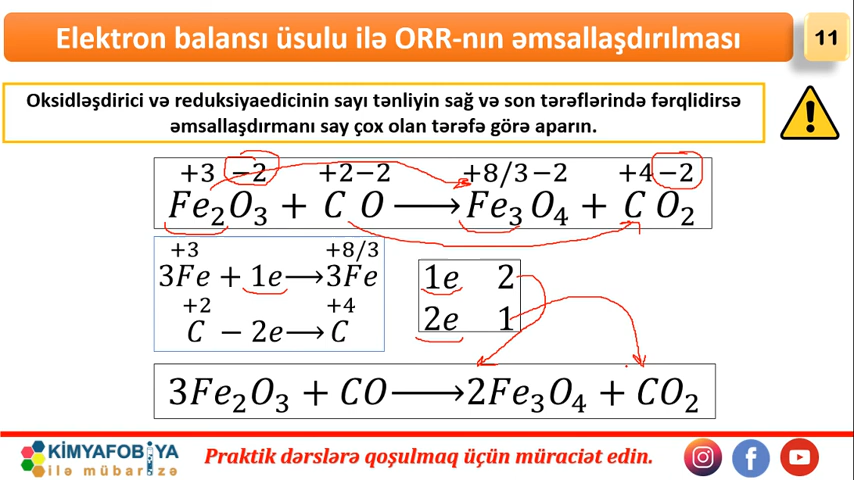 Elektron balansı üsulu ilə ORR-nın əmsallaşdırılması
11
Oksidləşdirici və reduksiyaedicinin sayı tənliyin sağ və son tərəflərində fərqlidirsə
əmsallaşdırmanı say çox olan tərəfə görə aparın.
+3 −2 +2−2 +8/3−2 +4−2
Fe₂O₃ + C O ⟶ Fe₃O₄ + C O₂
+3 +8/3
3Fe + 1e ⟶ 3Fe
+2 +4
C − 2e ⟶ C
1e 2
2e 1
3Fe₂O₃ + CO ⟶ 2Fe₃O₄ + CO₂
KİMYAFOBİYA
ilə mübarizə
Praktik dərslərə qoşulmaq üçün müraciət edin.